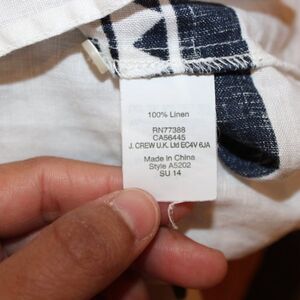 100% Linen
RN77388
CA56445
J. CREW U.K. Ltd EC4V 6JA
Made in China
Style A5202
SU 14